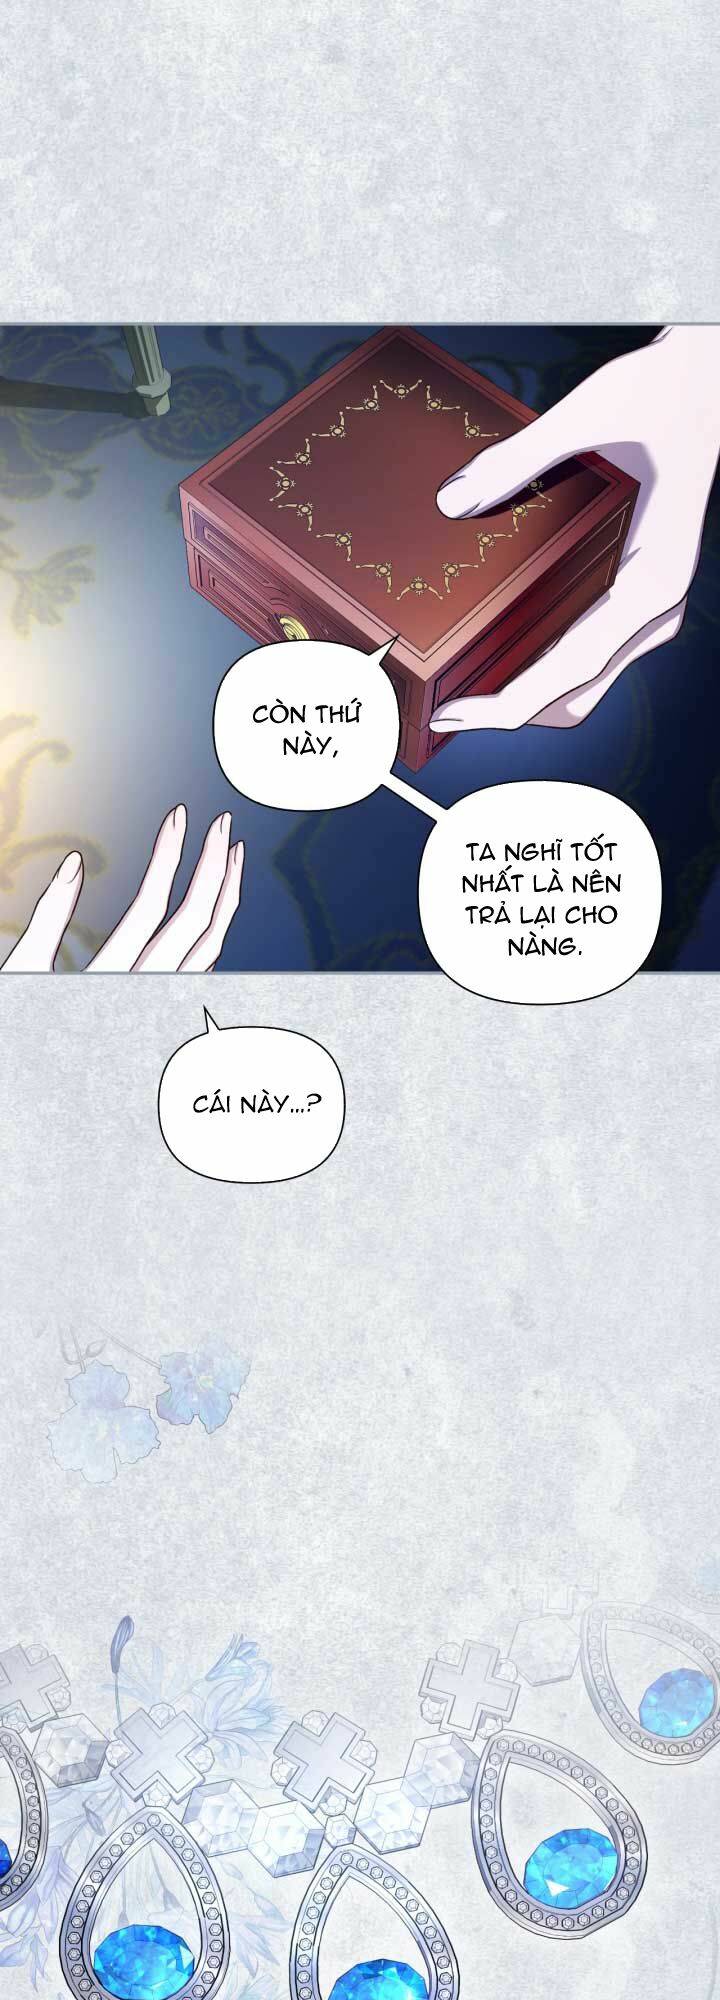 CÒN THỨ
NÀY,
TA NGHĨ TỐT
NHẤT LÀ NÊN
TRẢ LẠI CHO
NÀNG.
CÁI NÀY...?